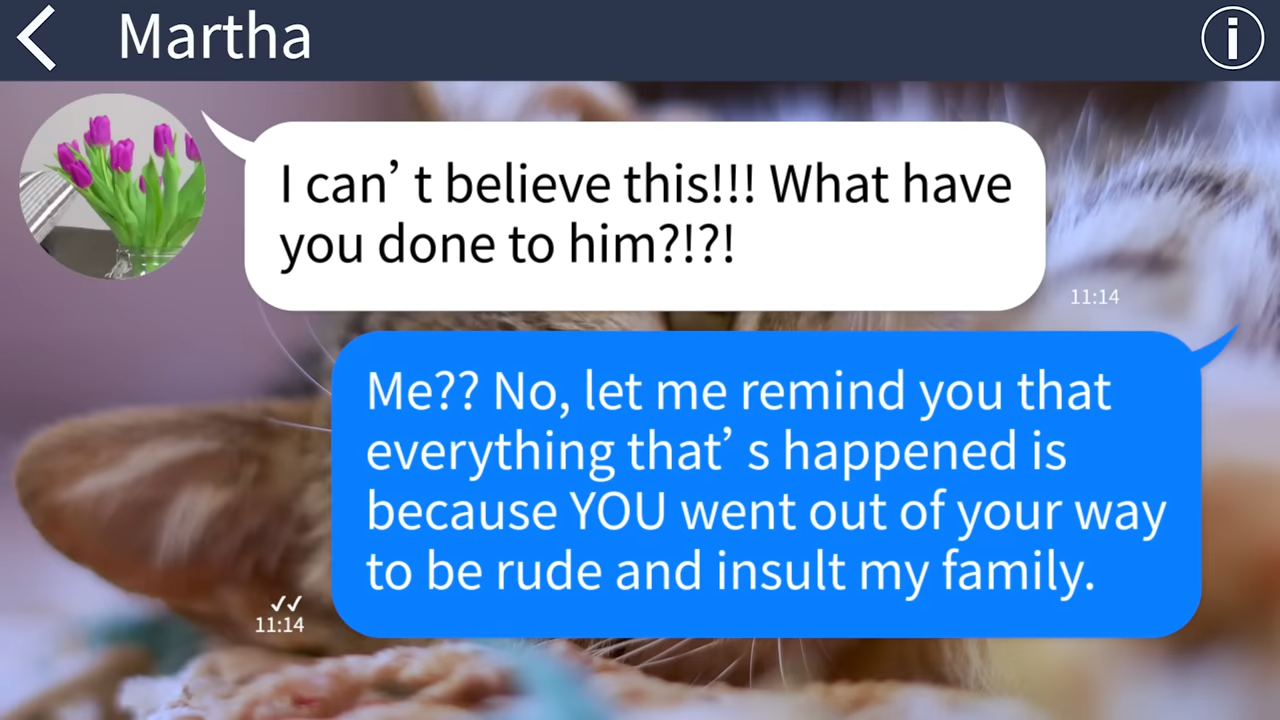 Martha
I can’t believe this!!! What have
you done to him?!?!
11:14
Me?? No, let me remind you that
everything that’s happened is
because YOU went out of your way
to be rude and insult my family.
11:14